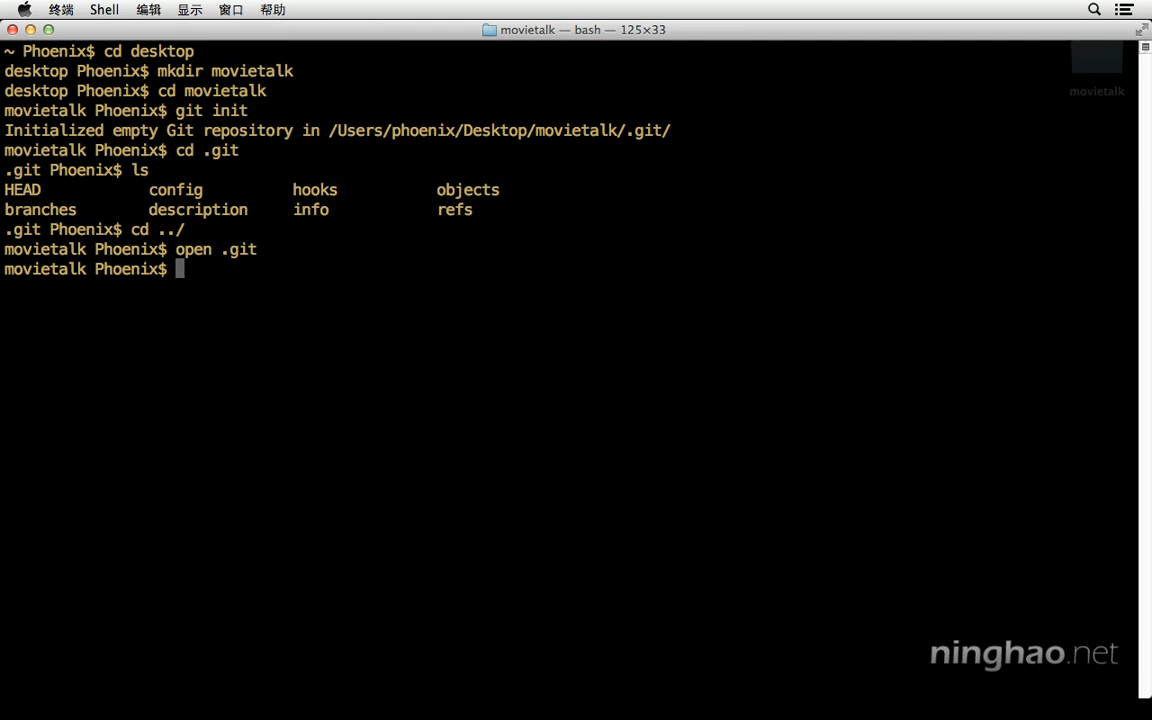 终端 Shell 编辑 显示 窗口 帮助
movietalk — bash — 125×33
~ Phoenix$ cd desktop
desktop Phoenix$ mkdir movietalk
desktop Phoenix$ cd movietalk
movietalk Phoenix$ git init
Initialized empty Git repository in /Users/phoenix/Desktop/movietalk/.git/
movietalk Phoenix$ cd .git
.git Phoenix$ ls
HEAD config hooks objects
branches description info refs
.git Phoenix$ cd ../
movietalk Phoenix$ open .git
movietalk Phoenix$
movietalk
ninghao.net